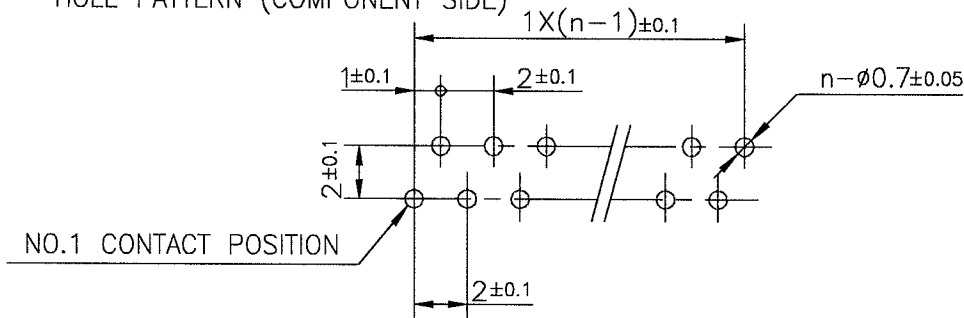 HOLE PATTERN (COMPONENT SIDE)
1X(n-1)±0.1
1±0.1
2±0.1
n-ø0.7±0.05
2±0.1
NO.1 CONTACT POSITION
2±0.1